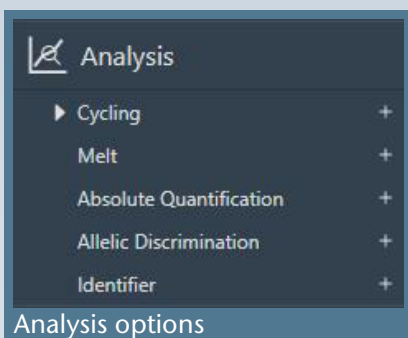 Analysis
Cycling +
Melt +
Absolute Quantification +
Allelic Discrimination +
Identifier +
Analysis options